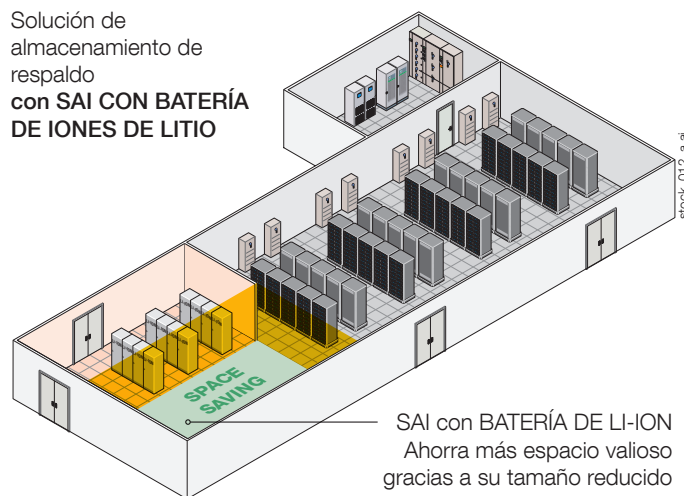 Solución de
almacenamiento de
respaldo
con SAI CON BATERÍA
DE IONES DE LITIO
SPACE
SAVING
SAI con BATERÍA DE LI-ION
Ahorra más espacio valioso
gracias a su tamaño reducido